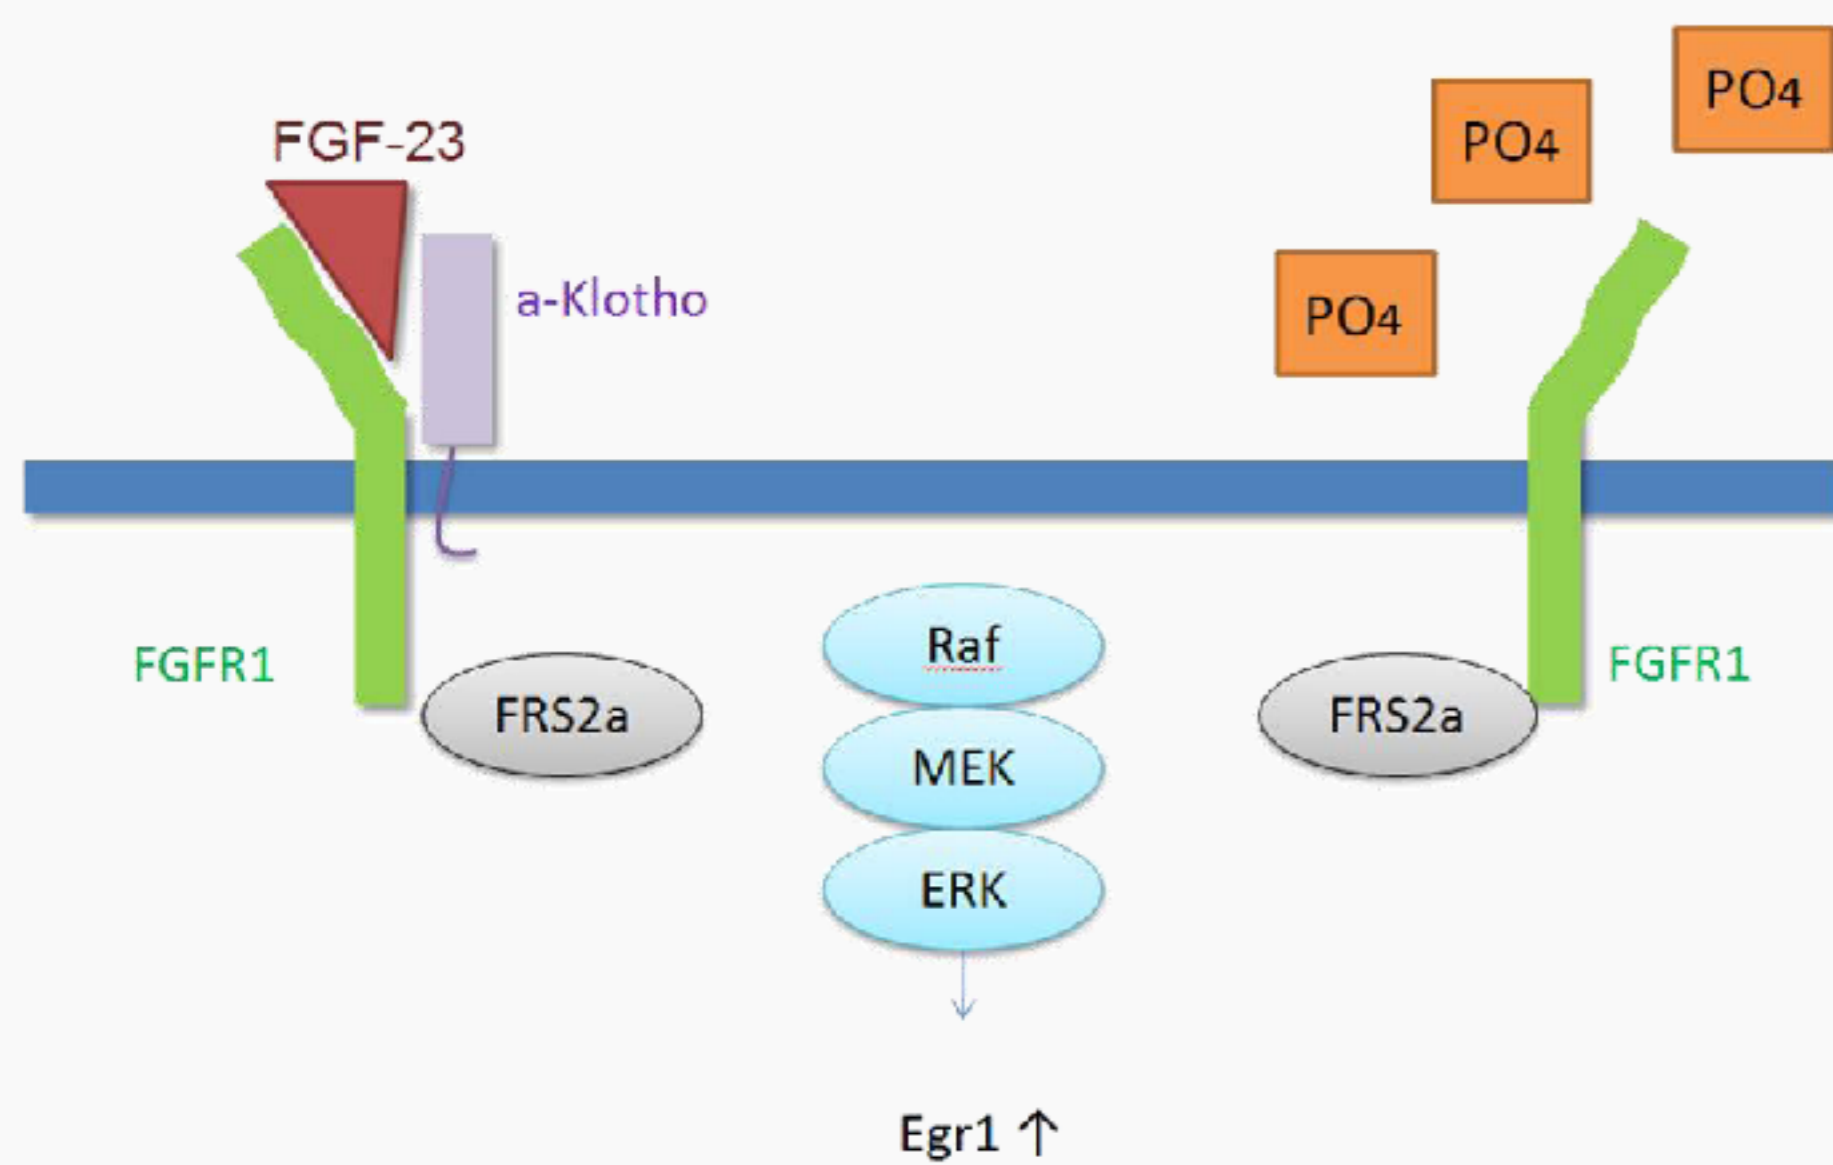 PO4
PO4
FGF-23
a-Klotho
PO4
Raf
FGFR1
FGFR1
FRS2a
FRS2a
MEK
ERK
Egr1 ↑